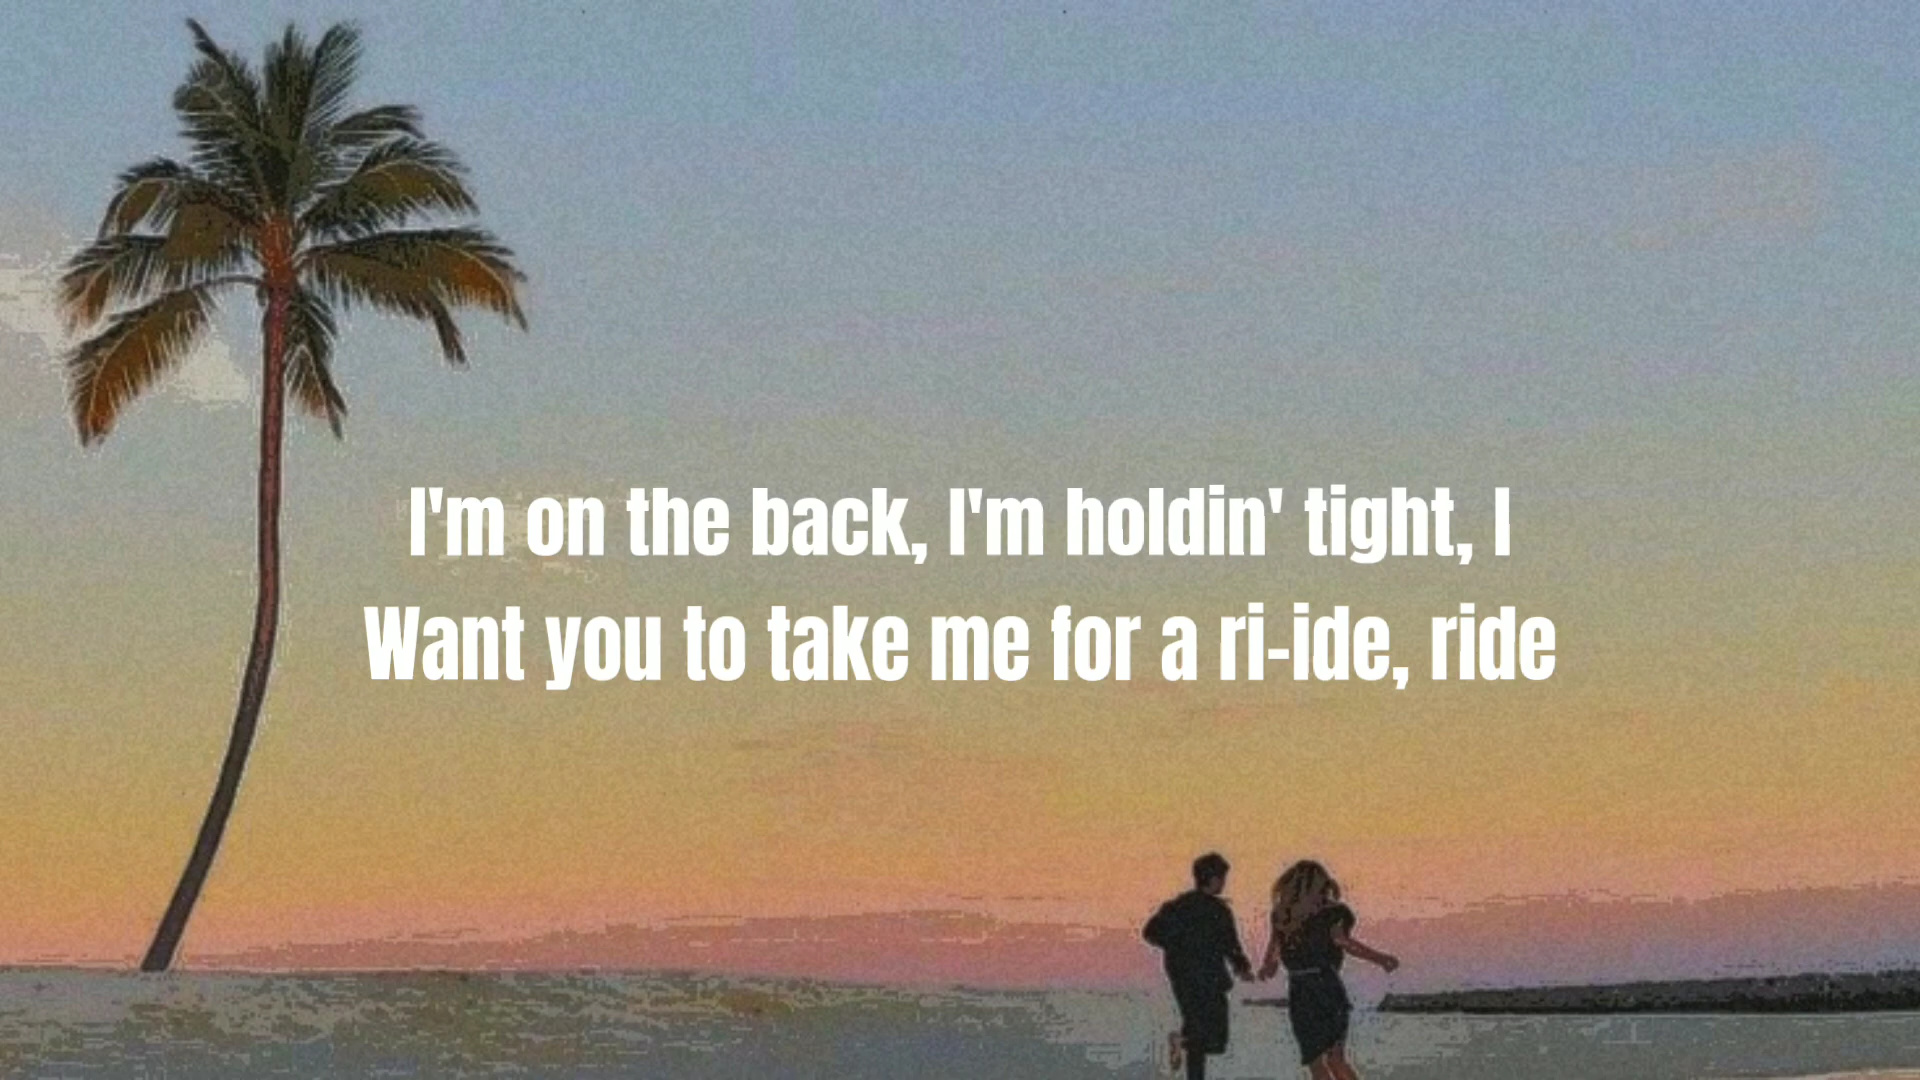 I'm on the back, I'm holdin' tight, I
Want you to take me for a ri-ide, ride